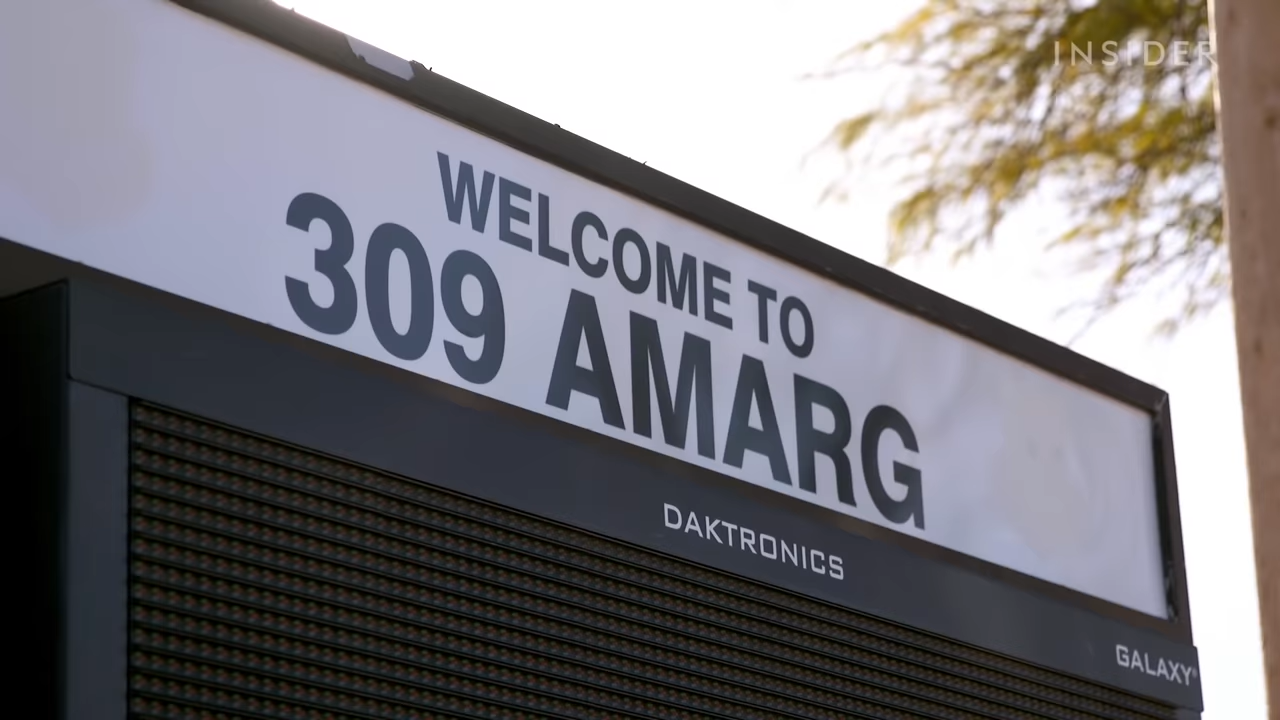 INSIDER
WELCOME TO
309 AMARG
DAKTRONICS
GALAXY®